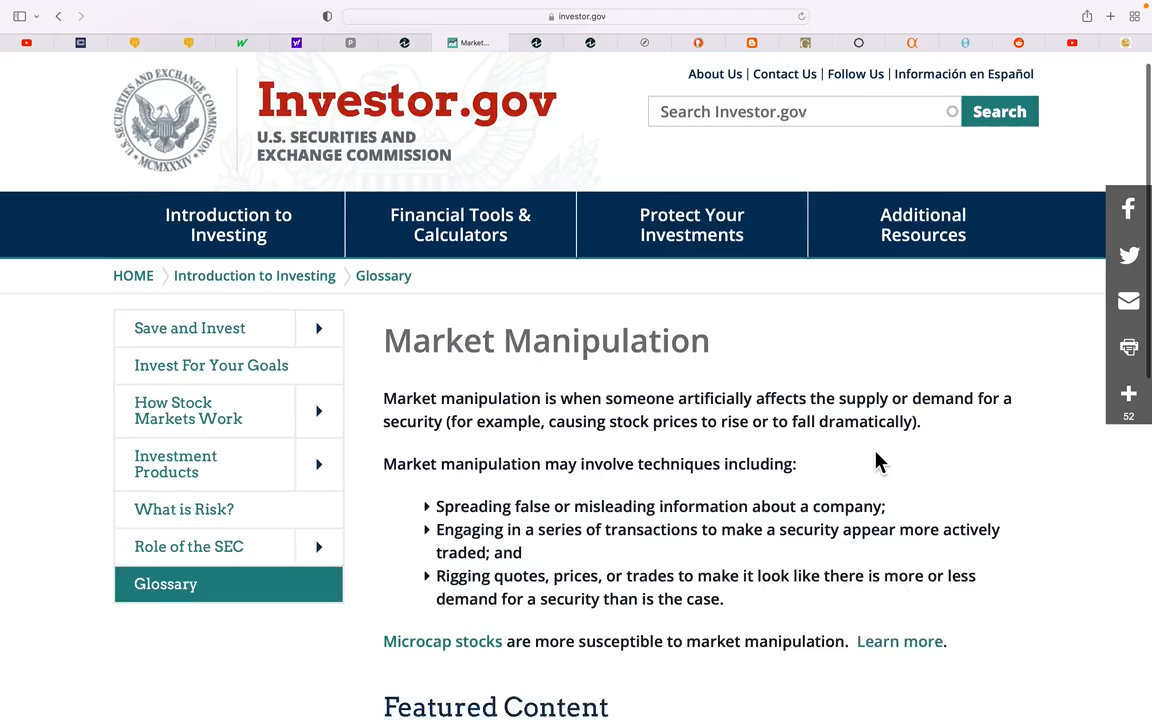 investor.gov
Market...
About Us | Contact Us | Follow Us | Información en Español
Investor.gov
U.S. SECURITIES AND
EXCHANGE COMMISSION
Search Investor.gov
Search
Introduction to
Investing
Financial Tools &
Calculators
Protect Your
Investments
Additional
Resources
HOME
Introduction to Investing
Glossary
Save and Invest
Invest For Your Goals
How Stock
Markets Work
Investment
Products
What is Risk?
Role of the SEC
Glossary
Market Manipulation
Market manipulation is when someone artificially affects the supply or demand for a
security (for example, causing stock prices to rise or to fall dramatically).
Market manipulation may involve techniques including:
Spreading false or misleading information about a company;
Engaging in a series of transactions to make a security appear more actively
traded; and
Rigging quotes, prices, or trades to make it look like there is more or less
demand for a security than is the case.
Microcap stocks are more susceptible to market manipulation. Learn more.
Featured Content
52